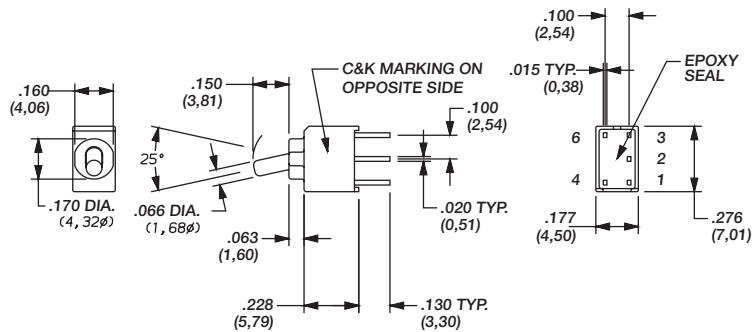 .160
(4,06)
.170 DIA.
(4,32ø)
25°
.150
(3,81)
C&K MARKING ON
OPPOSITE SIDE
.066 DIA.
(1,68ø)
.063
(1,60)
.228
(5,79)
.100
(2,54)
.020 TYP.
(0,51)
.130 TYP.
(3,30)
.100
(2,54)
.015 TYP.
(0,38)
EPOXY
SEAL
6 3
2
4 1
.177
(4,50)
.276
(7,01)